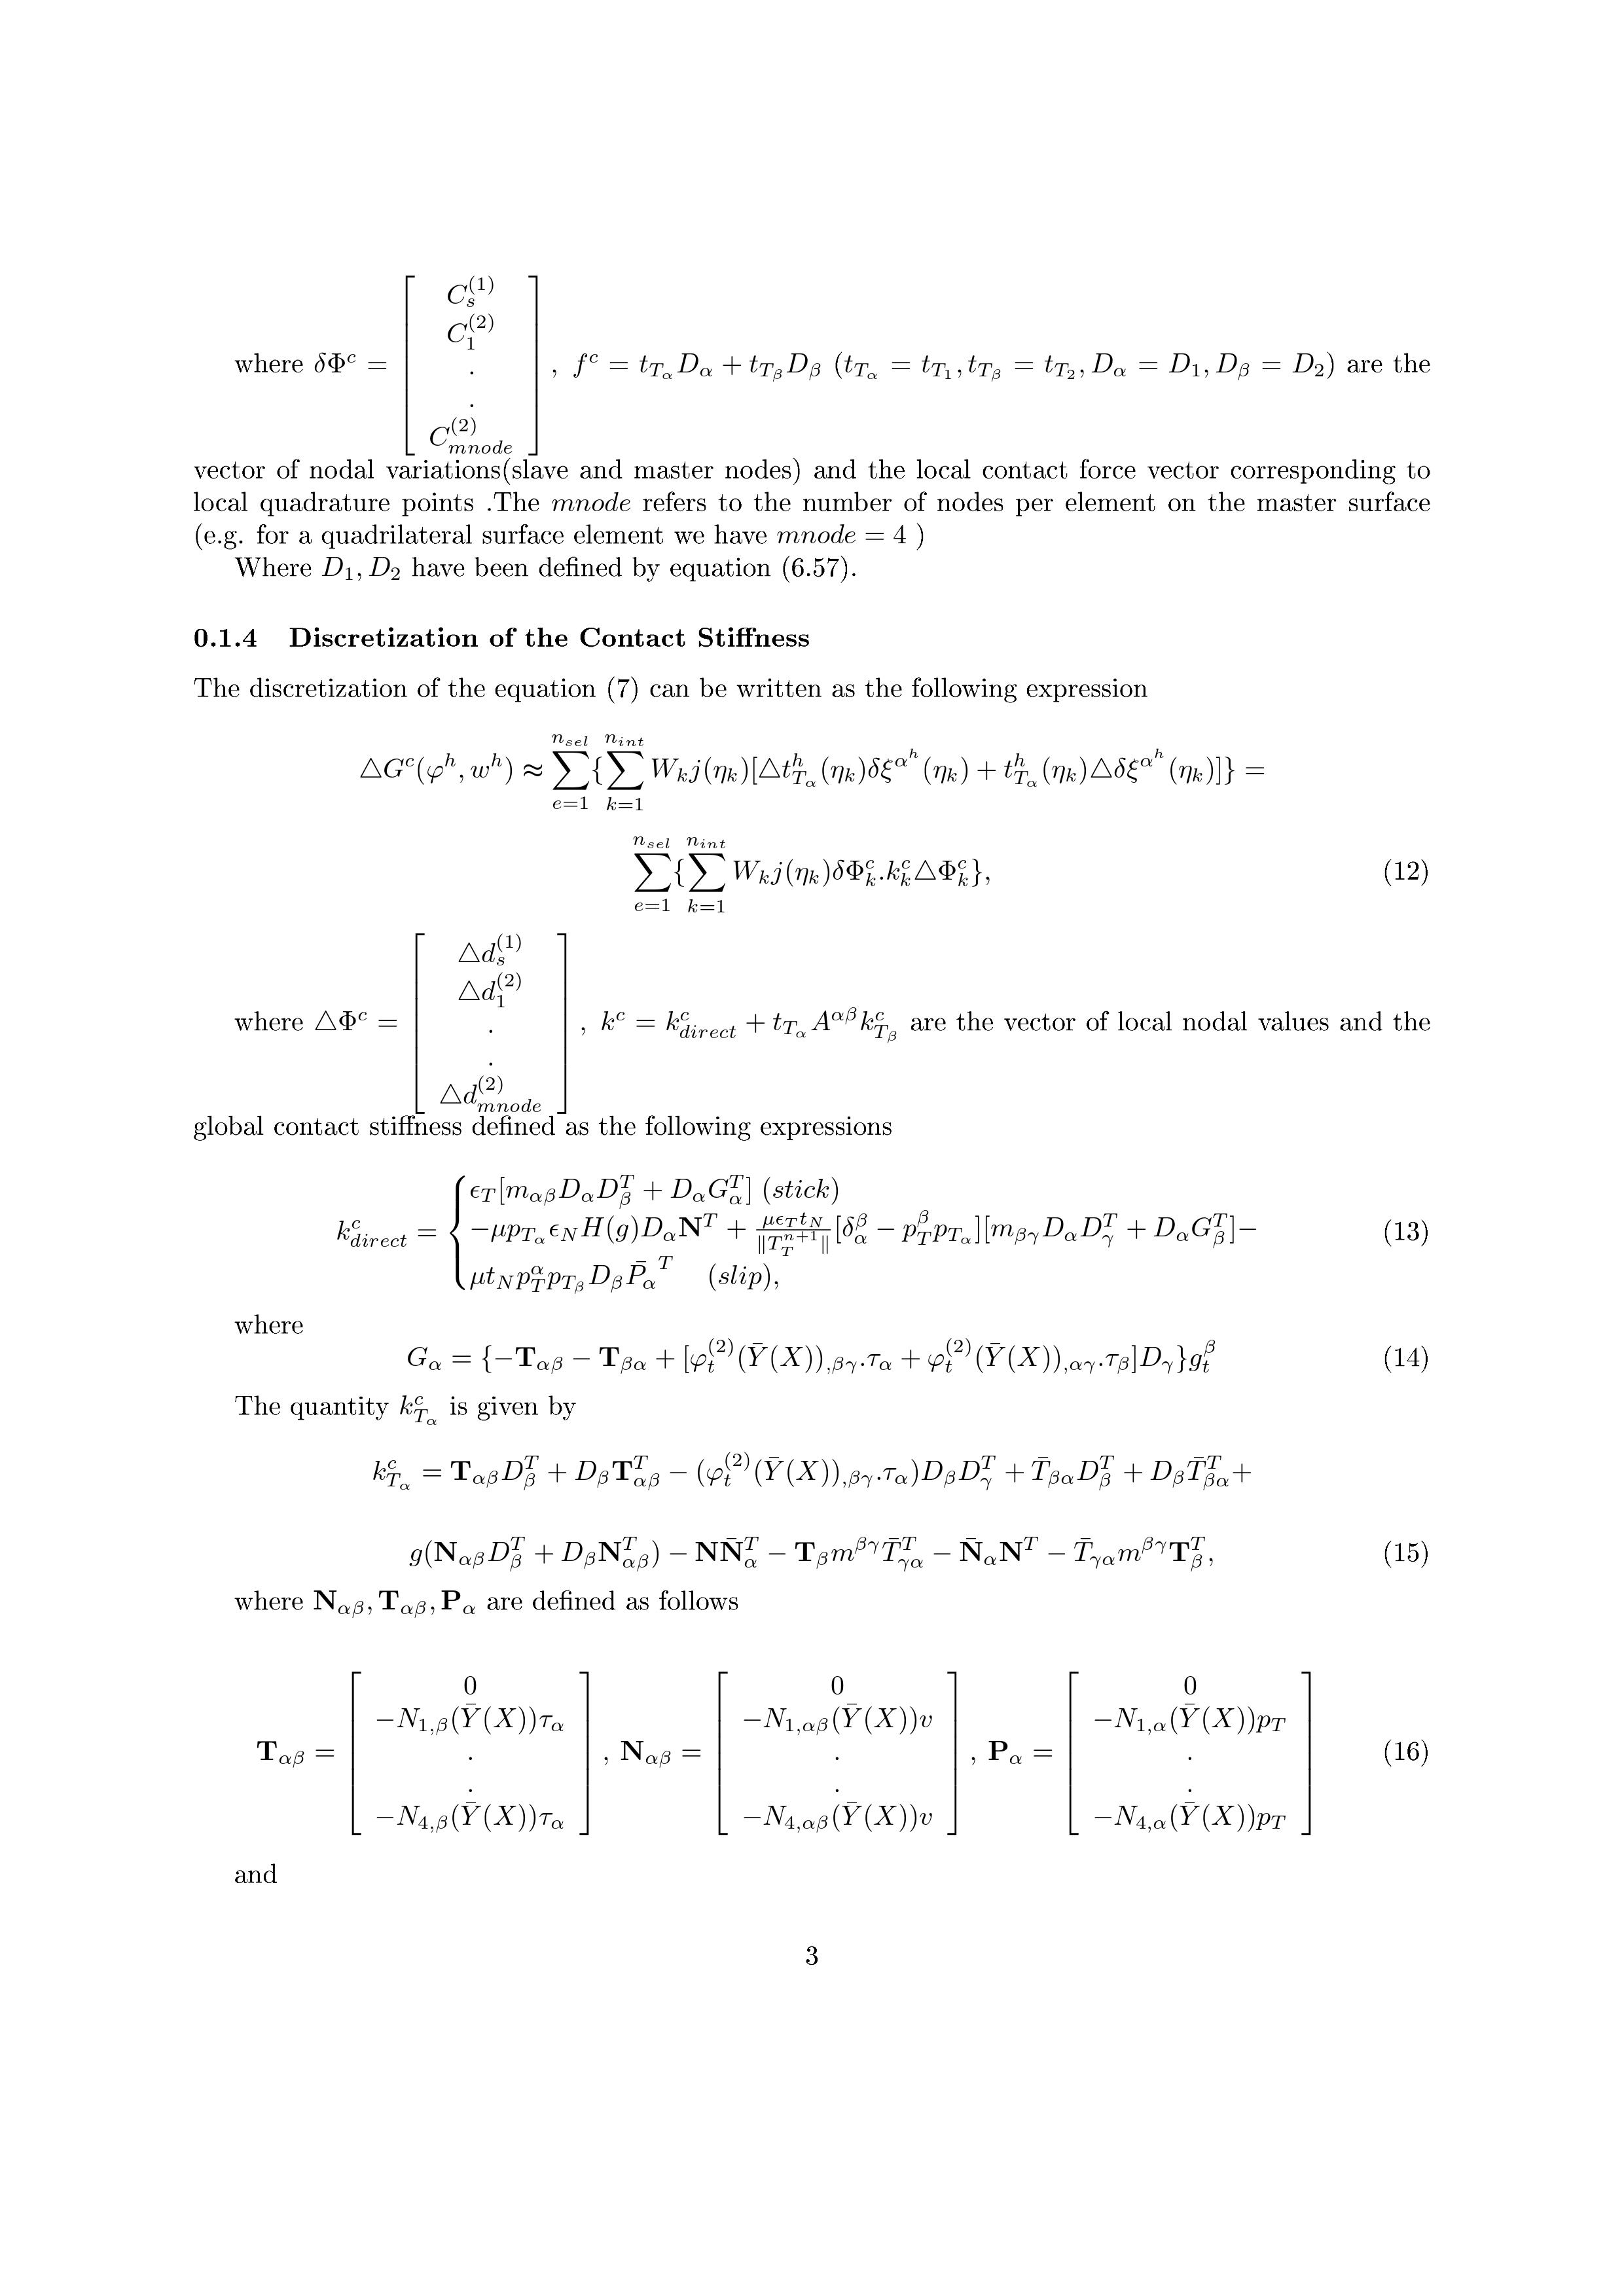 where $\delta\Phi^c = \left[\begin{array}{c} C_s^{(1)} \\ C_1^{(2)} \\ . \\ . \\ C_{mnode}^{(2)} \end{array}\right]$, $f^c = t_{T_\alpha} D_\alpha + t_{T_\beta} D_\beta$ $(t_{T_\alpha} = t_{T_1}, t_{T_\beta} = t_{T_2}, D_\alpha = D_1, D_\beta = D_2)$ are the
vector of nodal variations(slave and master nodes) and the local contact force vector corresponding to
local quadrature points .The $mnode$ refers to the number of nodes per element on the master surface
(e.g. for a quadrilateral surface element we have $mnode = 4$ )
Where $D_1, D_2$ have been defined by equation (6.57).
0.1.4 Discretization of the Contact Stiffness
The discretization of the equation (7) can be written as the following expression
$\triangle G^c(\varphi^h, w^h) \approx \sum_{e=1}^{n_{sel}} \{ \sum_{k=1}^{n_{int}} W_k j(\eta_k) [\triangle t_{T_\alpha}^h(\eta_k) \delta\xi^{\alpha^h}(\eta_k) + t_{T_\alpha}^h(\eta_k) \triangle\delta\xi^{\alpha^h}(\eta_k)] \} =$
$\sum_{e=1}^{n_{sel}} \{ \sum_{k=1}^{n_{int}} W_k j(\eta_k) \delta\Phi_k^c . k_k^c \triangle\Phi_k^c \},$ (12)
where $\triangle\Phi^c = \left[\begin{array}{c} \triangle d_s^{(1)} \\ \triangle d_1^{(2)} \\ . \\ . \\ \triangle d_{mnode}^{(2)} \end{array}\right]$, $k^c = k_{direct}^c + t_{T_\alpha} A^{\alpha\beta} k_{T_\beta}^c$ are the vector of local nodal values and the
global contact stiffness defined as the following expressions
$k_{direct}^c = \begin{cases} \epsilon_T [m_{\alpha\beta} D_\alpha D_\beta^T + D_\alpha G_\alpha^T] \ (stick) \\ -\mu p_{T_\alpha} \epsilon_N H(g) D_\alpha \mathbf{N}^T + \frac{\mu \epsilon_T t_N}{\|T_T^{n+1}\|} [\delta_\alpha^\beta - p_T^\beta p_{T_\alpha}] [m_{\beta\gamma} D_\alpha D_\gamma^T + D_\alpha G_\beta^T] - \\ \mu t_N p_T^\alpha p_{T_\beta} D_\beta \bar{P_\alpha}^T \quad (slip), \end{cases}$ (13)
where
$G_\alpha = \{ -\mathbf{T}_{\alpha\beta} - \mathbf{T}_{\beta\alpha} + [\varphi_t^{(2)}(\bar{Y}(X))_{,\beta\gamma} . \tau_\alpha + \varphi_t^{(2)}(\bar{Y}(X))_{,\alpha\gamma} . \tau_\beta] D_\gamma \} g_t^\beta$ (14)
The quantity $k_{T_\alpha}^c$ is given by
$k_{T_\alpha}^c = \mathbf{T}_{\alpha\beta} D_\beta^T + D_\beta \mathbf{T}_{\alpha\beta}^T - (\varphi_t^{(2)}(\bar{Y}(X))_{,\beta\gamma} . \tau_\alpha) D_\beta D_\gamma^T + \bar{T}_{\beta\alpha} D_\beta^T + D_\beta \bar{T}_{\beta\alpha}^T +$
$g(\mathbf{N}_{\alpha\beta} D_\beta^T + D_\beta \mathbf{N}_{\alpha\beta}^T) - \mathbf{N}\bar{\mathbf{N}}_\alpha^T - \mathbf{T}_\beta m^{\beta\gamma} \bar{T}_{\gamma\alpha}^T - \bar{\mathbf{N}}_\alpha \mathbf{N}^T - \bar{T}_{\gamma\alpha} m^{\beta\gamma} \mathbf{T}_\beta^T,$ (15)
where $\mathbf{N}_{\alpha\beta}, \mathbf{T}_{\alpha\beta}, \mathbf{P}_\alpha$ are defined as follows
$\mathbf{T}_{\alpha\beta} = \left[\begin{array}{c} 0 \\ -N_{1,\beta}(\bar{Y}(X))\tau_\alpha \\ . \\ . \\ -N_{4,\beta}(\bar{Y}(X))\tau_\alpha \end{array}\right]$, $\mathbf{N}_{\alpha\beta} = \left[\begin{array}{c} 0 \\ -N_{1,\alpha\beta}(\bar{Y}(X))v \\ . \\ . \\ -N_{4,\alpha\beta}(\bar{Y}(X))v \end{array}\right]$, $\mathbf{P}_\alpha = \left[\begin{array}{c} 0 \\ -N_{1,\alpha}(\bar{Y}(X))p_T \\ . \\ . \\ -N_{4,\alpha}(\bar{Y}(X))p_T \end{array}\right]$ (16)
and
3